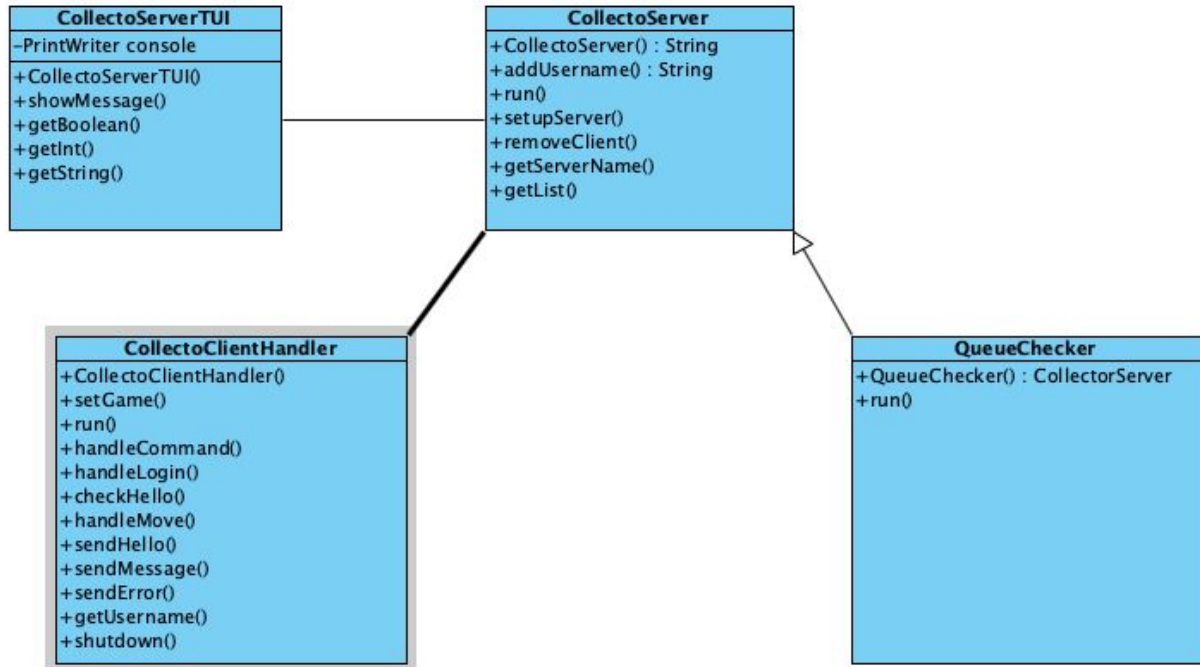 CollectoServerTUI
-PrintWriter console
+CollectoServerTUI()
+showMessage()
+getBoolean()
+getInt()
+getString()
CollectoServer
+CollectoServer() : String
+addUsername() : String
+run()
+setupServer()
+removeClient()
+getServerName()
+getList()
CollectoClientHandler
+CollectoClientHandler()
+setGame()
+run()
+handleCommand()
+handleLogin()
+checkHello()
+handleMove()
+sendHello()
+sendMessage()
+sendError()
+getUsername()
+shutdown()
QueueChecker
+QueueChecker() : CollectorServer
+run()